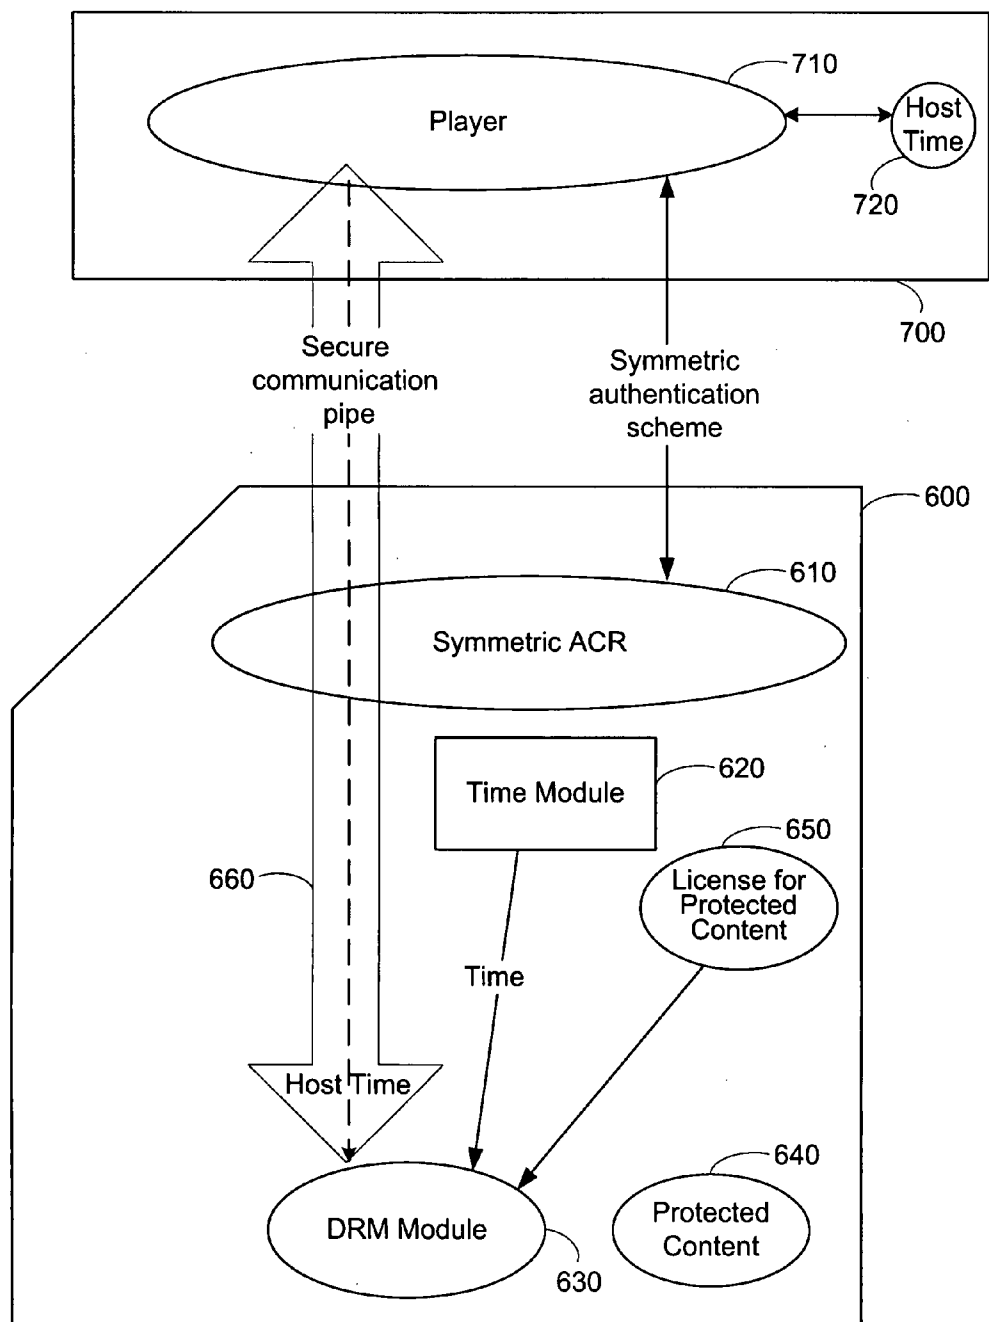 710
Player
Host
Time
720
700
Secure
communication
pipe
Symmetric
authentication
scheme
600
610
Symmetric ACR
620
Time Module
650
License for
Protected
Content
660
Time
Host Time
640
DRM Module
Protected
Content
630